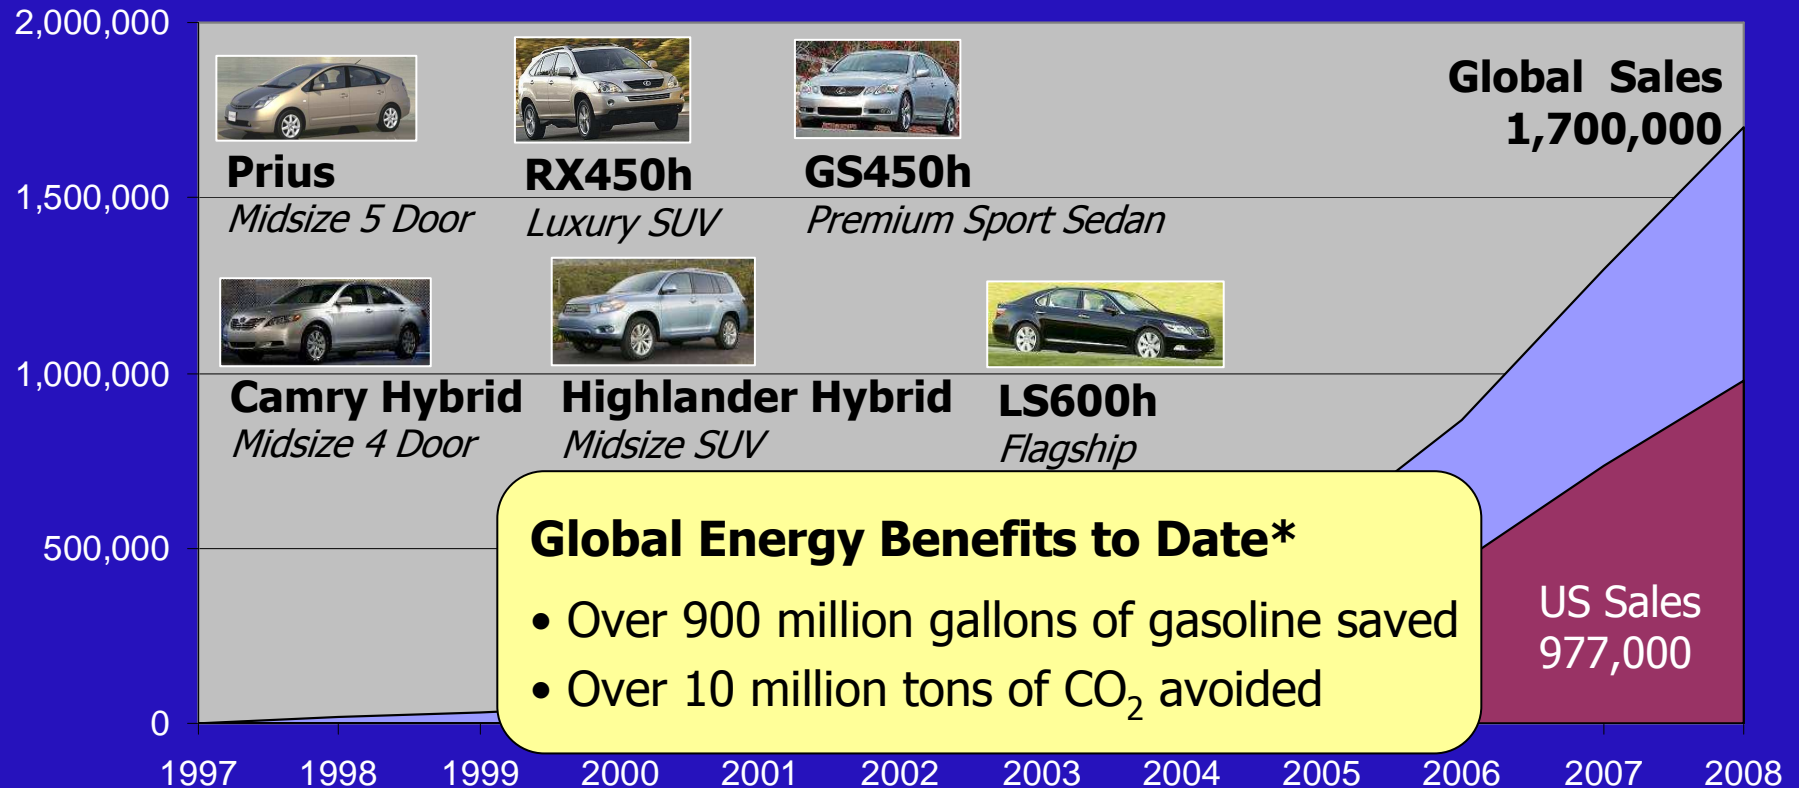 2,000,000
1,500,000
1,000,000
500,000
0
Prius
Midsize 5 Door
RX450h
Luxury SUV
GS450h
Premium Sport Sedan
Global Sales
1,700,000
Camry Hybrid
Midsize 4 Door
Highlander Hybrid
Midsize SUV
LS600h
Flagship
Global Energy Benefits to Date*
• Over 900 million gallons of gasoline saved
• Over 10 million tons of CO₂ avoided
US Sales
977,000
1997 1998 1999 2000 2001 2002 2003 2004 2005 2006 2007 2008